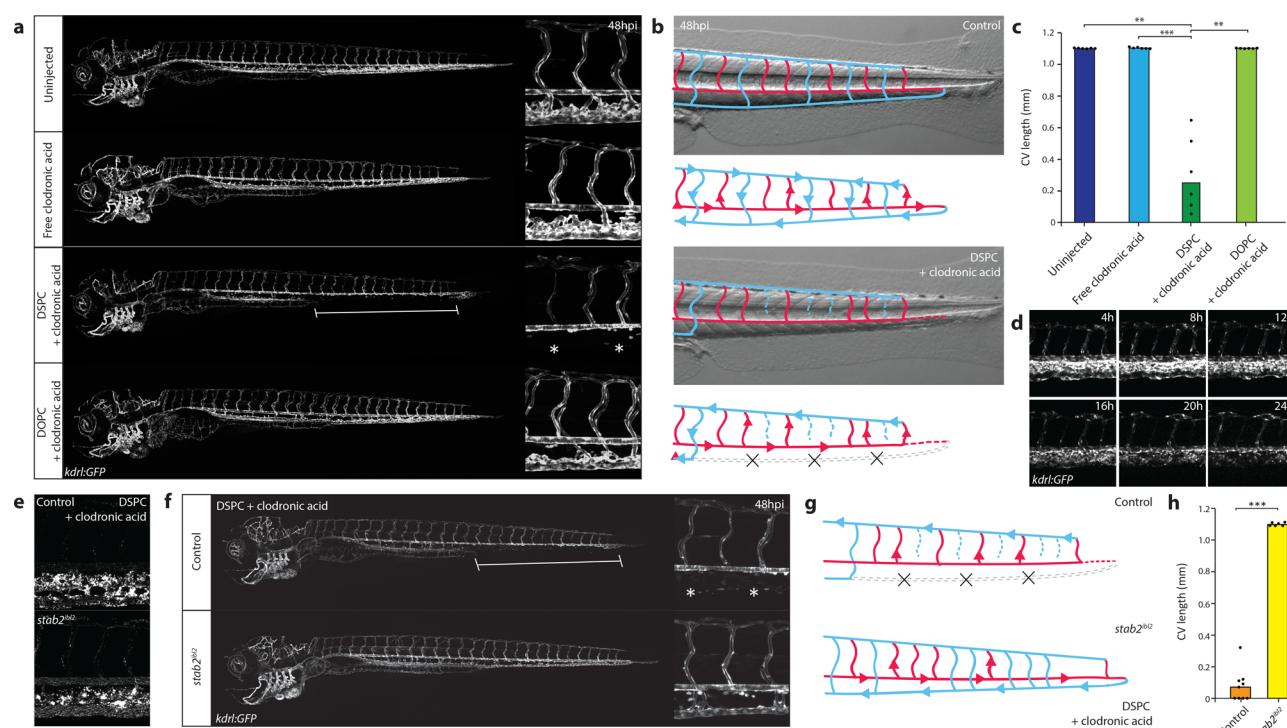 a
48hpi
Uninjected
Free clodronic acid
DSPC
+ clodronic acid
DOPC
+ clodronic acid
* *
kdrl:GFP
b
48hpi
Control
DSPC
+ clodronic acid
c
** *** **
CV length (mm)
1.2
1.0
0.8
0.6
0.4
0.2
0
Uninjected
Free clodronic acid
DSPC
+ clodronic acid
DOPC
+ clodronic acid
d
4h
8h
12
16h
20h
24
kdrl:GFP
e
Control
DSPC
+ clodronic acid
stab2ibl2
f
DSPC + clodronic acid
48hpi
Control
* *
stab2ibl2
kdrl:GFP
g
Control
stab2ibl2
DSPC
+ clodronic acid
h
***
CV length (mm)
1.2
1.0
0.8
0.6
0.4
0.2
0